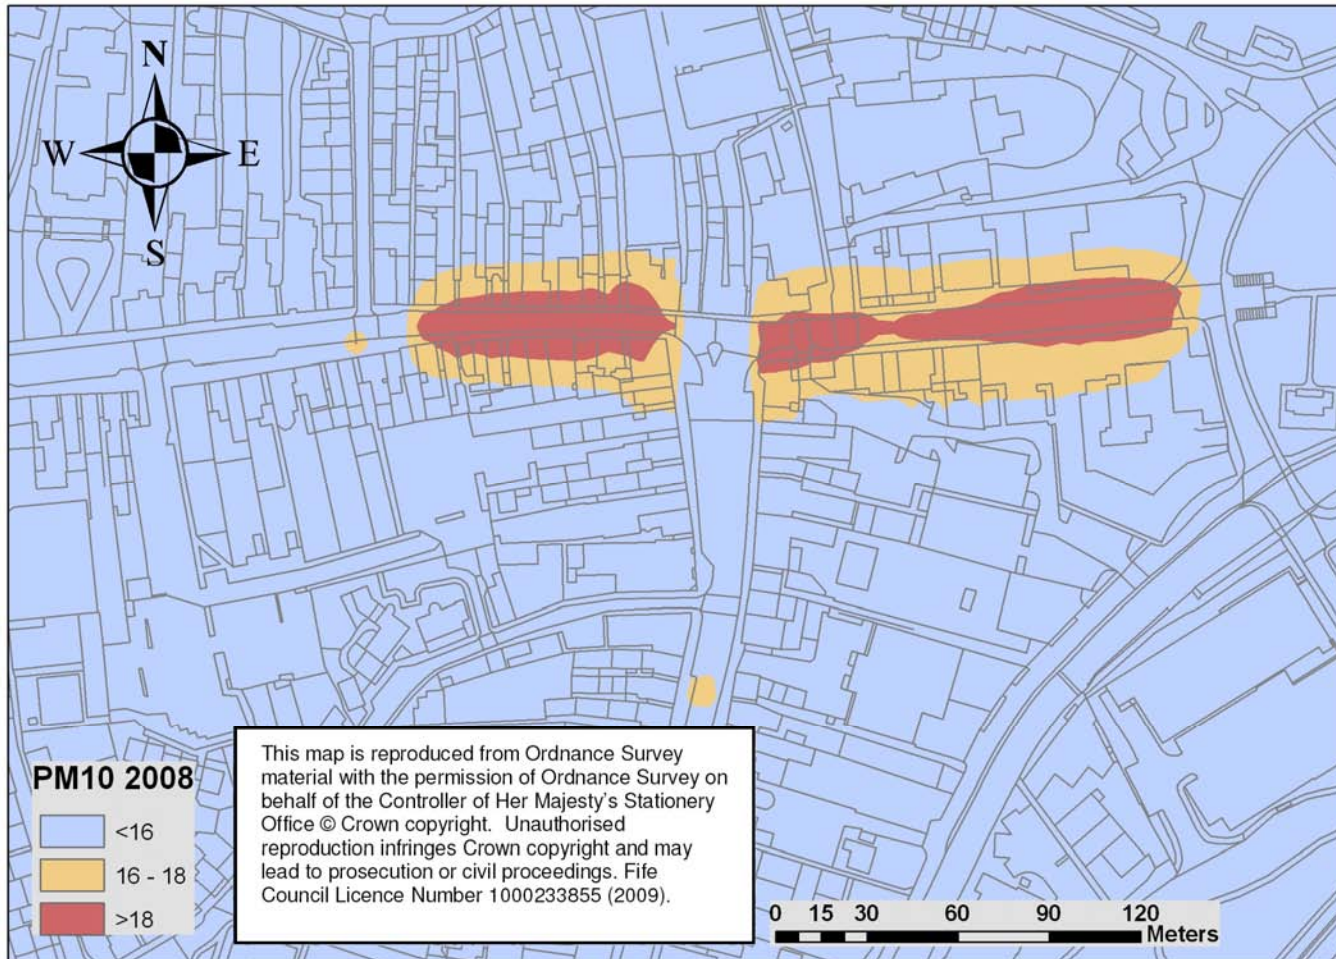 N
W E
S
PM10 2008
<16
16 - 18
>18
This map is reproduced from Ordnance Survey
material with the permission of Ordnance Survey on
behalf of the Controller of Her Majesty's Stationery
Office © Crown copyright. Unauthorised
reproduction infringes Crown copyright and may
lead to prosecution or civil proceedings. Fife
Council Licence Number 1000233855 (2009).
0 15 30 60 90 120
Meters